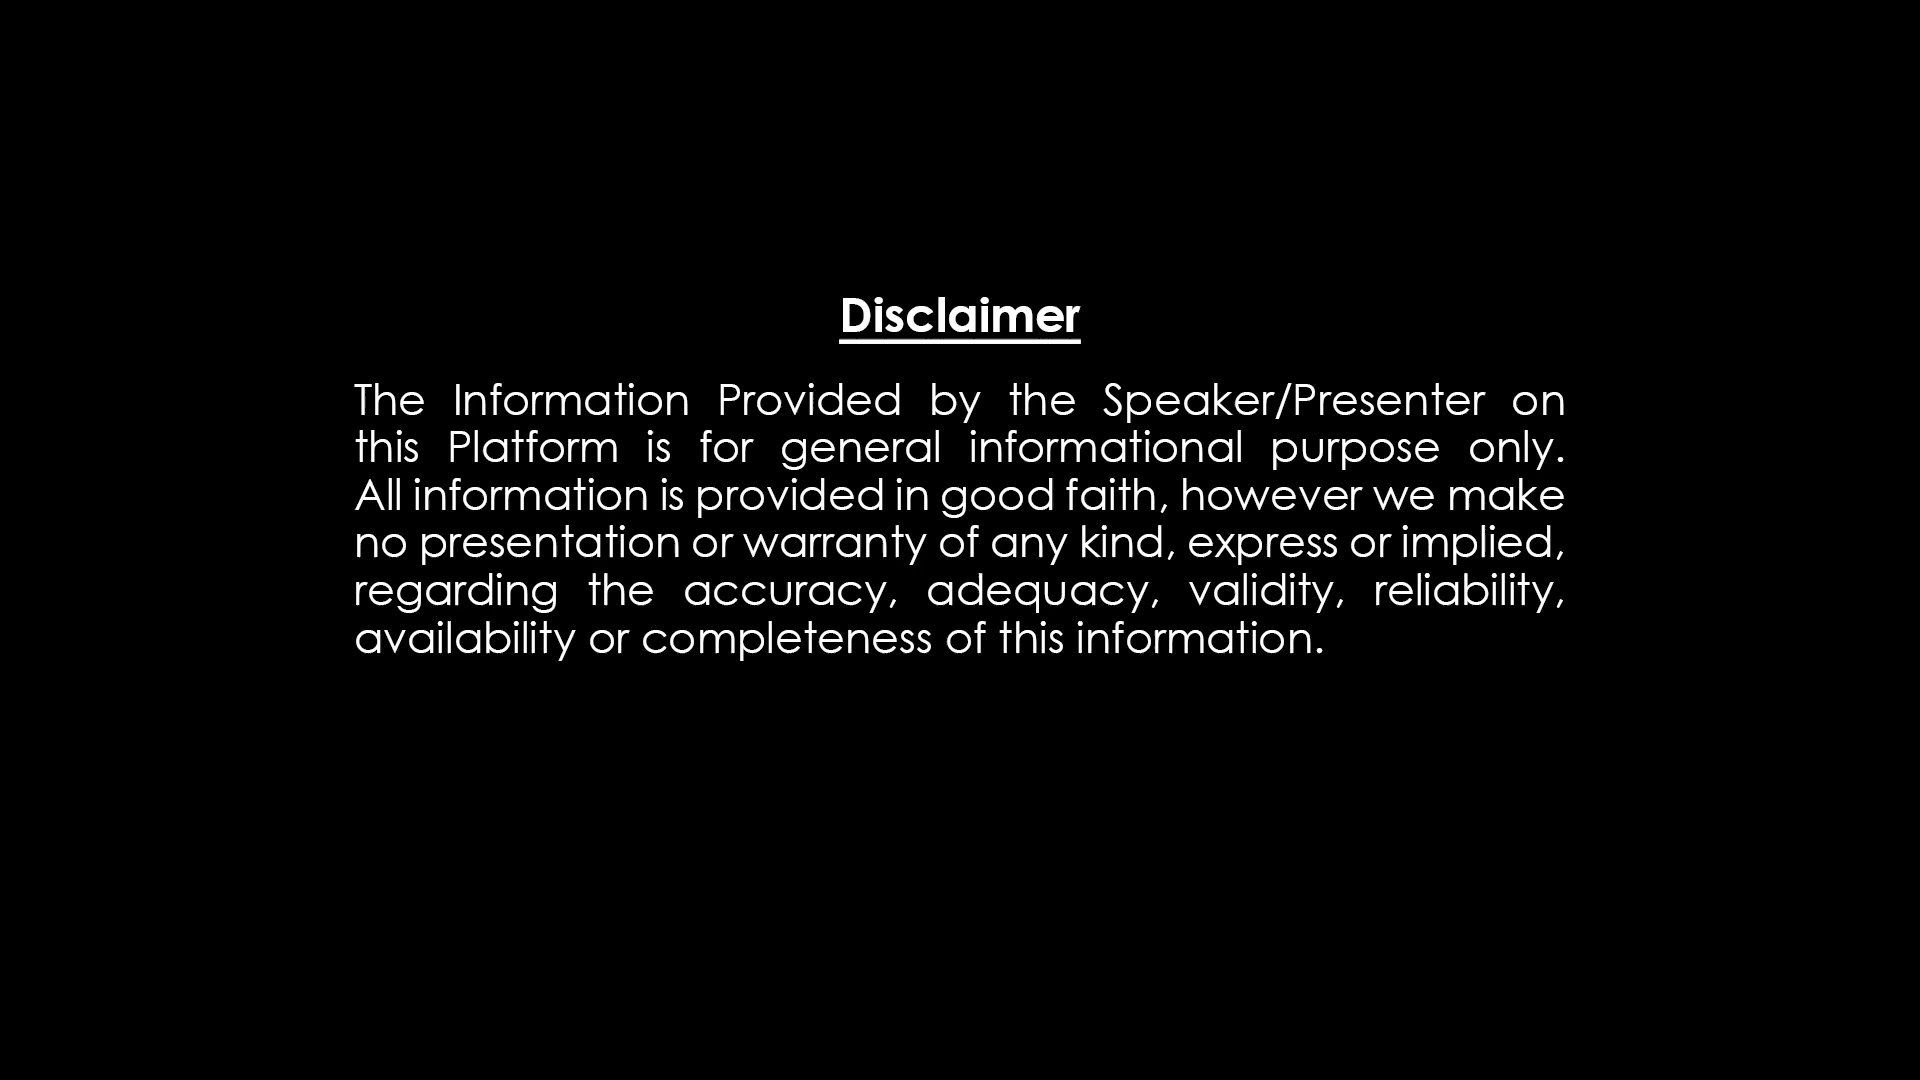 Disclaimer
The Information Provided by the Speaker/Presenter on
this Platform is for general informational purpose only.
All information is provided in good faith, however we make
no presentation or warranty of any kind, express or implied,
regarding the accuracy, adequacy, validity, reliability,
availability or completeness of this information.